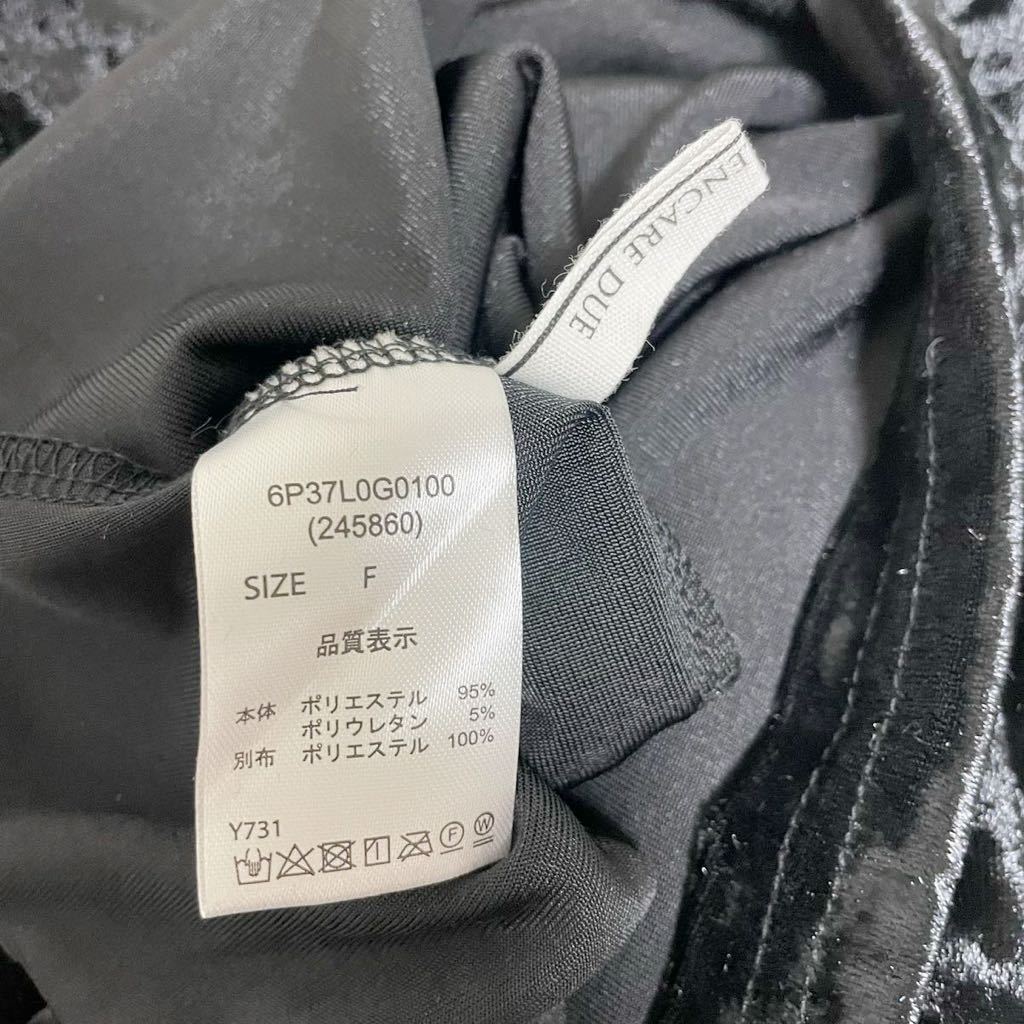 ENCARE DUE
6P37L0G0100
(245860)
SIZE F
品質表示
本体 ポリエステル 95%
ポリウレタン 5%
別布 ポリエステル 100%
Y731
F W